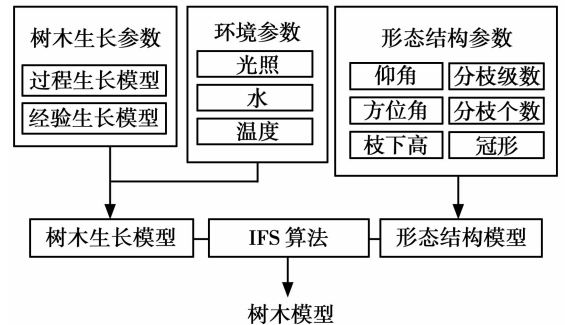 树木生长参数
过程生长模型
经验生长模型
环境参数
光照
水
温度
形态结构参数
仰角
分枝级数
方位角
分枝个数
枝下高
冠形
树木生长模型
IFS 算法
形态结构模型
树木模型